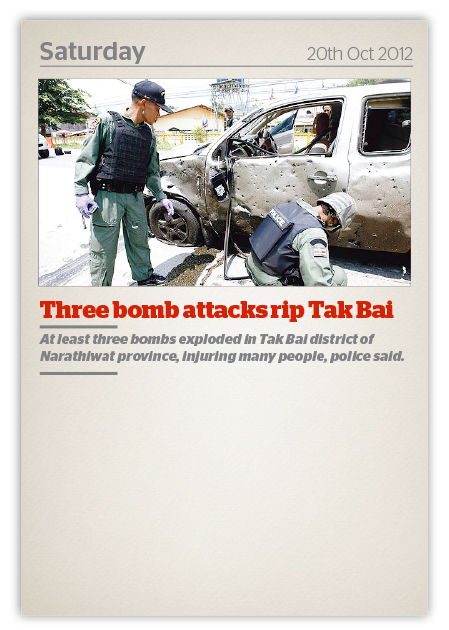 Saturday
20th Oct 2012
POLICE
Three bomb attacks rip Tak Bai
At least three bombs exploded in Tak Bai district of
Narathiwat province, injuring many people, police said.